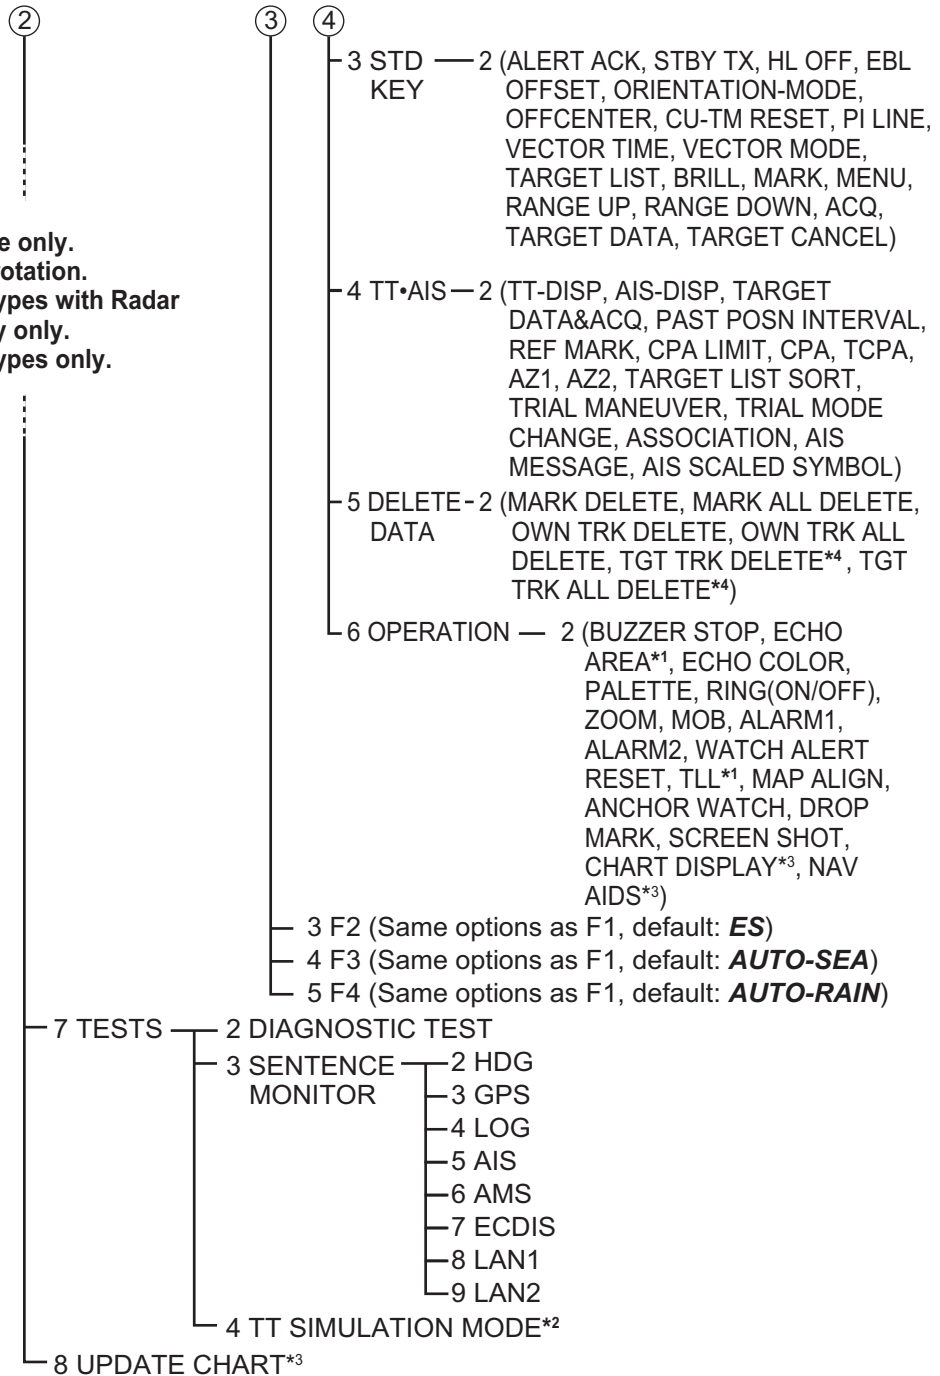 ② ③ ④
3 STD KEY 2 (ALERT ACK, STBY TX, HL OFF, EBL
OFFSET, ORIENTATION-MODE,
OFFCENTER, CU-TM RESET, PI LINE,
VECTOR TIME, VECTOR MODE,
TARGET LIST, BRILL, MARK, MENU,
RANGE UP, RANGE DOWN, ACQ,
TARGET DATA, TARGET CANCEL)
e only.
otation.
ypes with Radar
y only.
ypes only.
4 TT•AIS 2 (TT-DISP, AIS-DISP, TARGET
DATA&ACQ, PAST POSN INTERVAL,
REF MARK, CPA LIMIT, CPA, TCPA,
AZ1, AZ2, TARGET LIST SORT,
TRIAL MANEUVER, TRIAL MODE
CHANGE, ASSOCIATION, AIS
MESSAGE, AIS SCALED SYMBOL)
5 DELETE DATA 2 (MARK DELETE, MARK ALL DELETE,
OWN TRK DELETE, OWN TRK ALL
DELETE, TGT TRK DELETE*4 , TGT
TRK ALL DELETE*4)
6 OPERATION 2 (BUZZER STOP, ECHO
AREA*1, ECHO COLOR,
PALETTE, RING(ON/OFF),
ZOOM, MOB, ALARM1,
ALARM2, WATCH ALERT
RESET, TLL*1, MAP ALIGN,
ANCHOR WATCH, DROP
MARK, SCREEN SHOT,
CHART DISPLAY*3, NAV
AIDS*3)
3 F2 (Same options as F1, default: ES)
4 F3 (Same options as F1, default: AUTO-SEA)
5 F4 (Same options as F1, default: AUTO-RAIN)
7 TESTS 2 DIAGNOSTIC TEST
3 SENTENCE MONITOR 2 HDG
3 GPS
4 LOG
5 AIS
6 AMS
7 ECDIS
8 LAN1
9 LAN2
4 TT SIMULATION MODE*2
8 UPDATE CHART*3